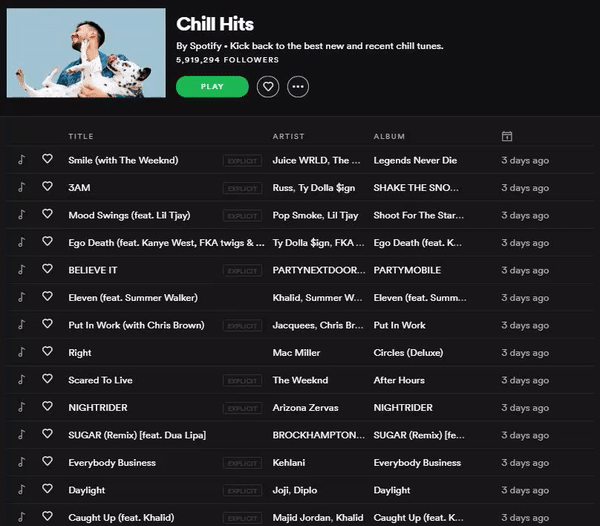 Chill Hits
By Spotify • Kick back to the best new and recent chill tunes.
5,919,294 FOLLOWERS
PLAY
TITLE ARTIST ALBUM
Smile (with The Weeknd) EXPLICIT Juice WRLD, The ... Legends Never Die 3 days ago
3AM EXPLICIT Russ, Ty Dolla $ign SHAKE THE SNO... 3 days ago
Mood Swings (feat. Lil Tjay) EXPLICIT Pop Smoke, Lil Tjay Shoot For The Star... 3 days ago
Ego Death (feat. Kanye West, FKA twigs & ... Ty Dolla $ign, FKA ... Ego Death (feat. K... 3 days ago
BELIEVE IT EXPLICIT PARTYNEXTDOOR... PARTYMOBILE 3 days ago
Eleven (feat. Summer Walker) Khalid, Summer W... Eleven (feat. Summ... 3 days ago
Put In Work (with Chris Brown) EXPLICIT Jacquees, Chris Br... Put In Work 3 days ago
Right Mac Miller Circles (Deluxe) 3 days ago
Scared To Live EXPLICIT The Weeknd After Hours 3 days ago
NIGHTRIDER EXPLICIT Arizona Zervas NIGHTRIDER 3 days ago
SUGAR (Remix) [feat. Dua Lipa] BROCKHAMPTON... SUGAR (Remix) [fe... 3 days ago
Everybody Business EXPLICIT Kehlani Everybody Business 3 days ago
Daylight EXPLICIT Joji, Diplo Daylight 3 days ago
Caught Up (feat. Khalid) EXPLICIT Majid Jordan, Khalid Caught Up (feat. K... 3 days ago